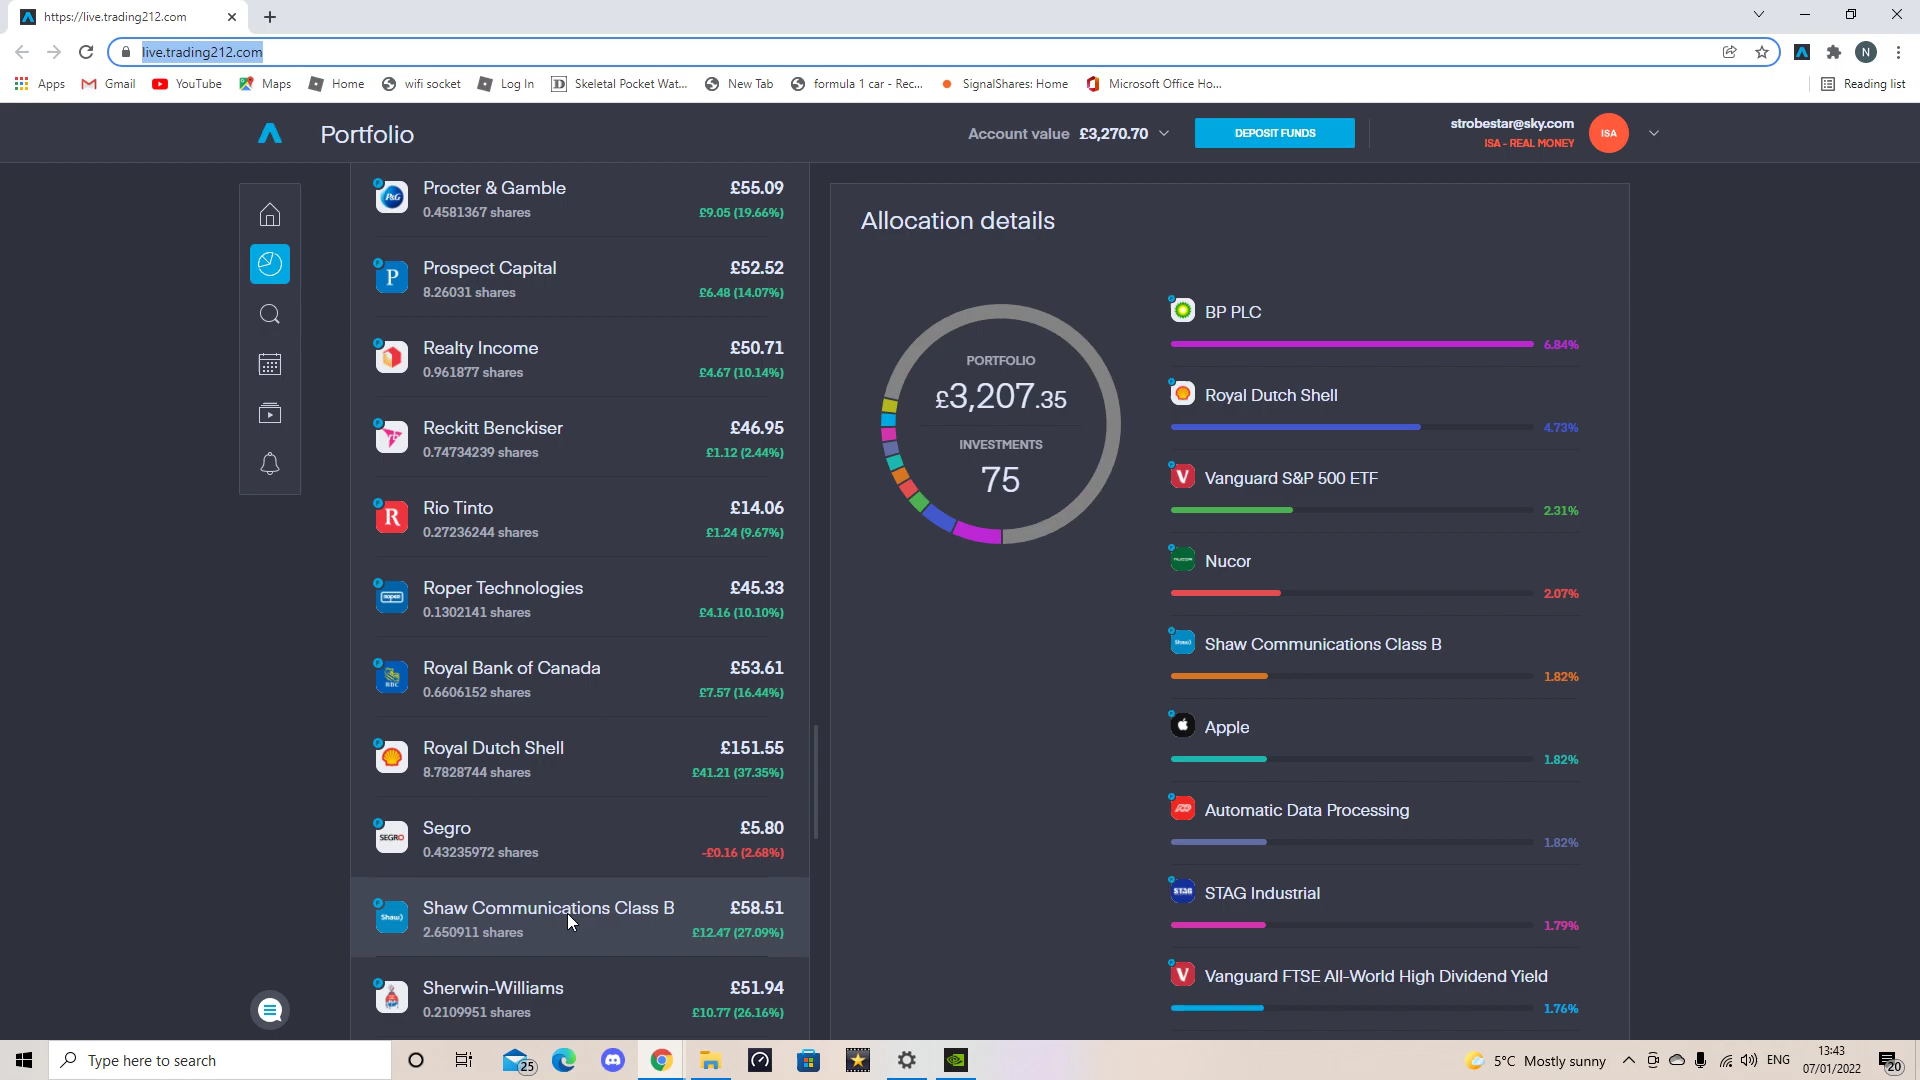 https://live.trading212.com
live.trading212.com
N
Apps Gmail YouTube Maps Home wifi socket Log In Skeletal Pocket Wat... New Tab formula 1 car - Rec... SignalShares: Home Microsoft Office Ho... Reading list
Portfolio
Account value £3,270.70
DEPOSIT FUNDS
strobestar@sky.com
ISA - REAL MONEY
ISA
Procter & Gamble £55.09
0.4581367 shares £9.05 (19.66%)
Prospect Capital £52.52
8.26031 shares £6.48 (14.07%)
Realty Income £50.71
0.961877 shares £4.67 (10.14%)
Reckitt Benckiser £46.95
0.74734239 shares £1.12 (2.44%)
Rio Tinto £14.06
0.27236244 shares £1.24 (9.67%)
Roper Technologies £45.33
0.1302141 shares £4.16 (10.10%)
Royal Bank of Canada £53.61
0.6606152 shares £7.57 (16.44%)
Royal Dutch Shell £151.55
8.7828744 shares £41.21 (37.35%)
SEGRO
Segro £5.80
0.43235972 shares -£0.16 (2.68%)
Shaw)
Shaw Communications Class B £58.51
2.650911 shares £12.47 (27.09%)
Sherwin-Williams £51.94
0.2109951 shares £10.77 (26.16%)
Allocation details
PORTFOLIO
£3,207.35
INVESTMENTS
75
BP PLC
6.84%
Royal Dutch Shell
4.73%
Vanguard S&P 500 ETF
2.31%
Nucor
2.07%
Shaw Communications Class B
1.82%
Apple
1.82%
Automatic Data Processing
1.82%
STAG Industrial
1.79%
Vanguard FTSE All-World High Dividend Yield
1.76%
Type here to search
25
5°C Mostly sunny
ENG
13:43
07/01/2022
20